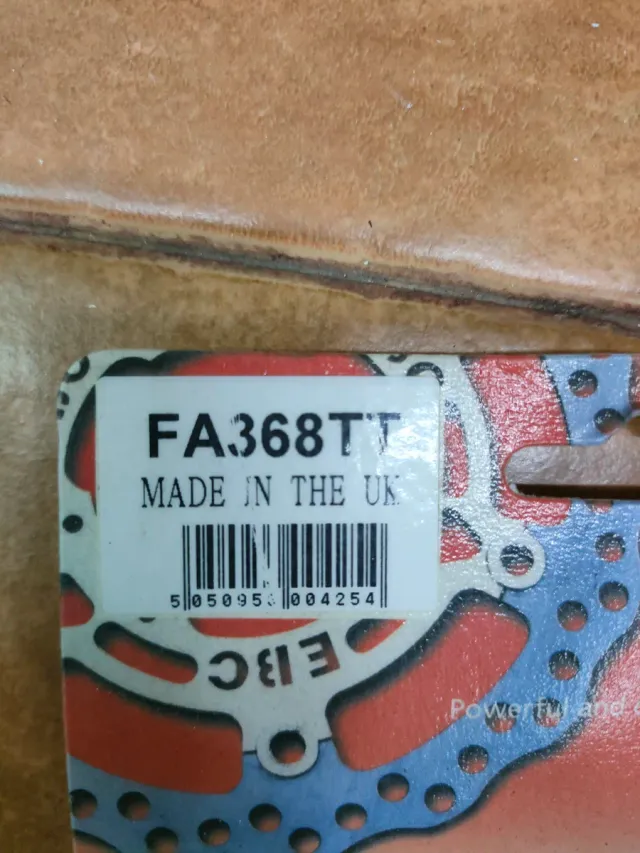 FA368TT
MADE IN THE UK
5 050953 004254
EBC
Powerful and